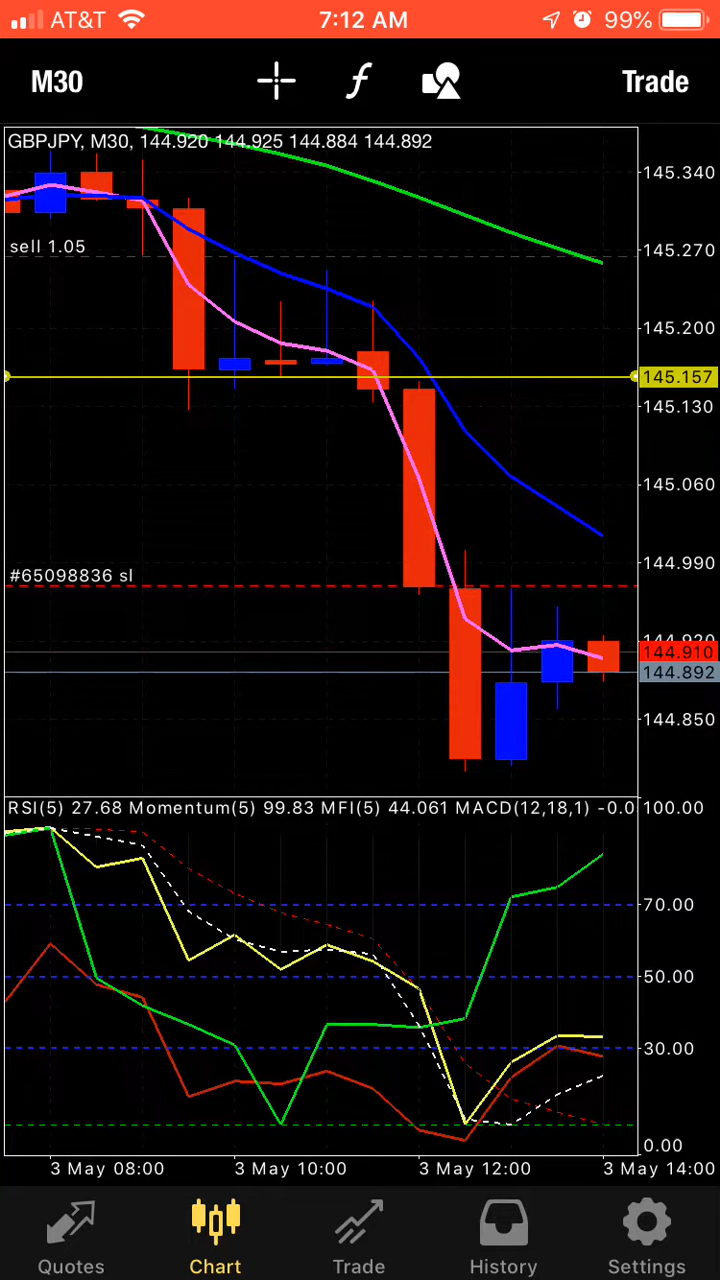 AT&T 7:12 AM 99%
M30 f Trade
GBPJPY, M30, 144.920 144.925 144.884 144.892
145.340
sell 1.05
145.270
145.200
145.157
145.130
145.060
144.990
#65098836 sl
144.920
144.910
144.892
144.850
RSI(5) 27.68 Momentum(5) 99.83 MFI(5) 44.061 MACD(12,18,1) -0.0
100.00
70.00
50.00
30.00
0.00
3 May 08:00 3 May 10:00 3 May 12:00 3 May 14:00
Quotes Chart Trade History Settings